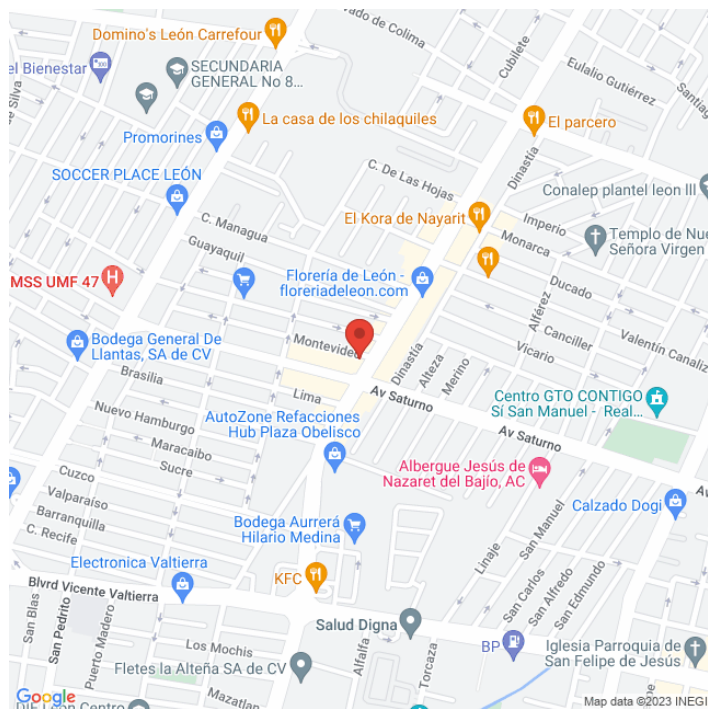 Domino's León Carrefour
ado de Colima
Cubilete
Eulalio Gutiérrez
Santiag
el Bienestar
SECUNDARIA
GENERAL No 8...
de Silva
La casa de los chilaquiles
El parcero
Promorines
Dinastía
C. De Las Hojas
Conalep plantel leon III
SOCCER PLACE LEÓN
El Kora de Nayarit
Imperio
C. Managua
Monarca
Templo de Nue
Señora Virgen
Guayaquil
MSS UMF 47
Florería de León -
floreriadeleon.com
Ducado
Alférez
Canciller
Valentín Canaliz
Bodega General De
Llantas, SA de CV
Montevideo
Vicario
Brasilia
Dinastía
Alteza
Merino
Lima
Av Saturno
Centro GTO CONTIGO
Sí San Manuel - Real...
Nuevo Hamburgo
AutoZone Refacciones
Hub Plaza Obelisco
Av Saturno
Maracaibo
Sucre
Cuzco
Albergue Jesús de
Nazaret del Bajío, AC
Av
Valparaíso
Calzado Dogi
Barranquilla
Bodega Aurrerá
Hilario Medina
San Manuel
C. Recife
Linaje
Electronica Valtierra
KFC
San Carlos
San Alfredo
San Edmundo
Blvrd Vicente Valtierra
San Blas
San Pedrito
Puerto Madero
Salud Digna
Los Mochis
Alfalfa
Torcaza
BP
Iglesia Parroquia de
San Felipe de Jesús
Fletes la Alteña SA de CV
Mazatlan
Google
DIF León Centro
Map data ©2023 INEGI